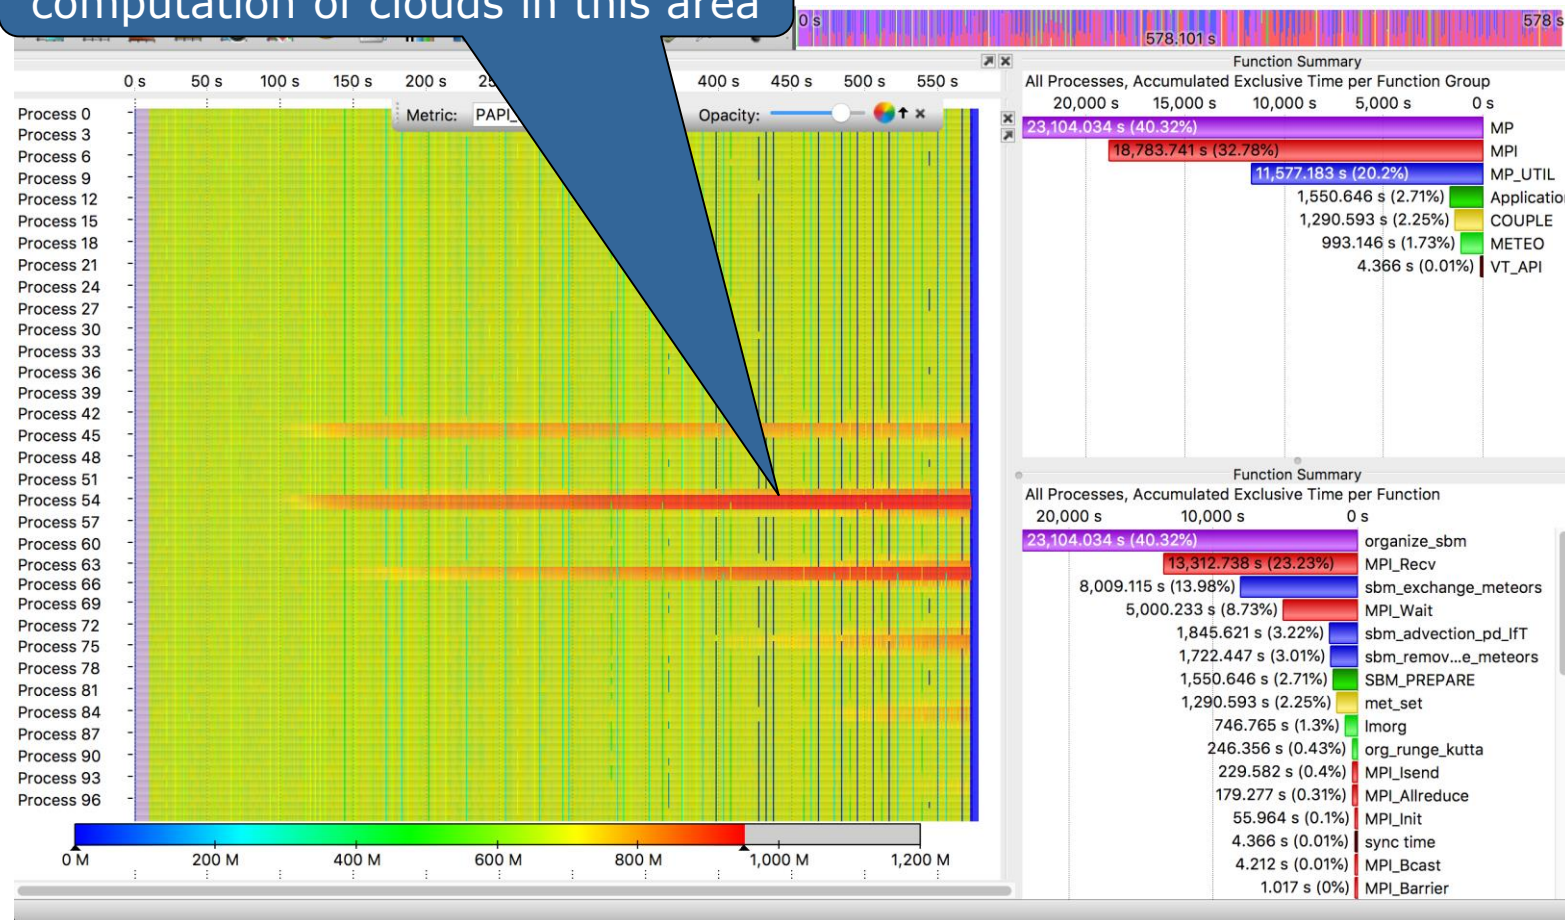 computation of clouds in this area
0 s
578 s
578.101 s
0 s 50 s 100 s 150 s 200 s 400 s 450 s 500 s 550 s
Metric: PAPI_ Opacity:
Process 0
Process 3
Process 6
Process 9
Process 12
Process 15
Process 18
Process 21
Process 24
Process 27
Process 30
Process 33
Process 36
Process 39
Process 42
Process 45
Process 48
Process 51
Process 54
Process 57
Process 60
Process 63
Process 66
Process 69
Process 72
Process 75
Process 78
Process 81
Process 84
Process 87
Process 90
Process 93
Process 96
0 M 200 M 400 M 600 M 800 M 1,000 M 1,200 M
Function Summary
All Processes, Accumulated Exclusive Time per Function Group
20,000 s 15,000 s 10,000 s 5,000 s 0 s
23,104.034 s (40.32%) MP
18,783.741 s (32.78%) MPI
11,577.183 s (20.2%) MP_UTIL
1,550.646 s (2.71%) Applicatio
1,290.593 s (2.25%) COUPLE
993.146 s (1.73%) METEO
4.366 s (0.01%) VT_API
Function Summary
All Processes, Accumulated Exclusive Time per Function
20,000 s 10,000 s 0 s
23,104.034 s (40.32%) organize_sbm
13,312.738 s (23.23%) MPI_Recv
8,009.115 s (13.98%) sbm_exchange_meteors
5,000.233 s (8.73%) MPI_Wait
1,845.621 s (3.22%) sbm_advection_pd_lfT
1,722.447 s (3.01%) sbm_remov...e_meteors
1,550.646 s (2.71%) SBM_PREPARE
1,290.593 s (2.25%) met_set
746.765 s (1.3%) lmorg
246.356 s (0.43%) org_runge_kutta
229.582 s (0.4%) MPI_Isend
179.277 s (0.31%) MPI_Allreduce
55.964 s (0.1%) MPI_Init
4.366 s (0.01%) sync time
4.212 s (0.01%) MPI_Bcast
1.017 s (0%) MPI_Barrier